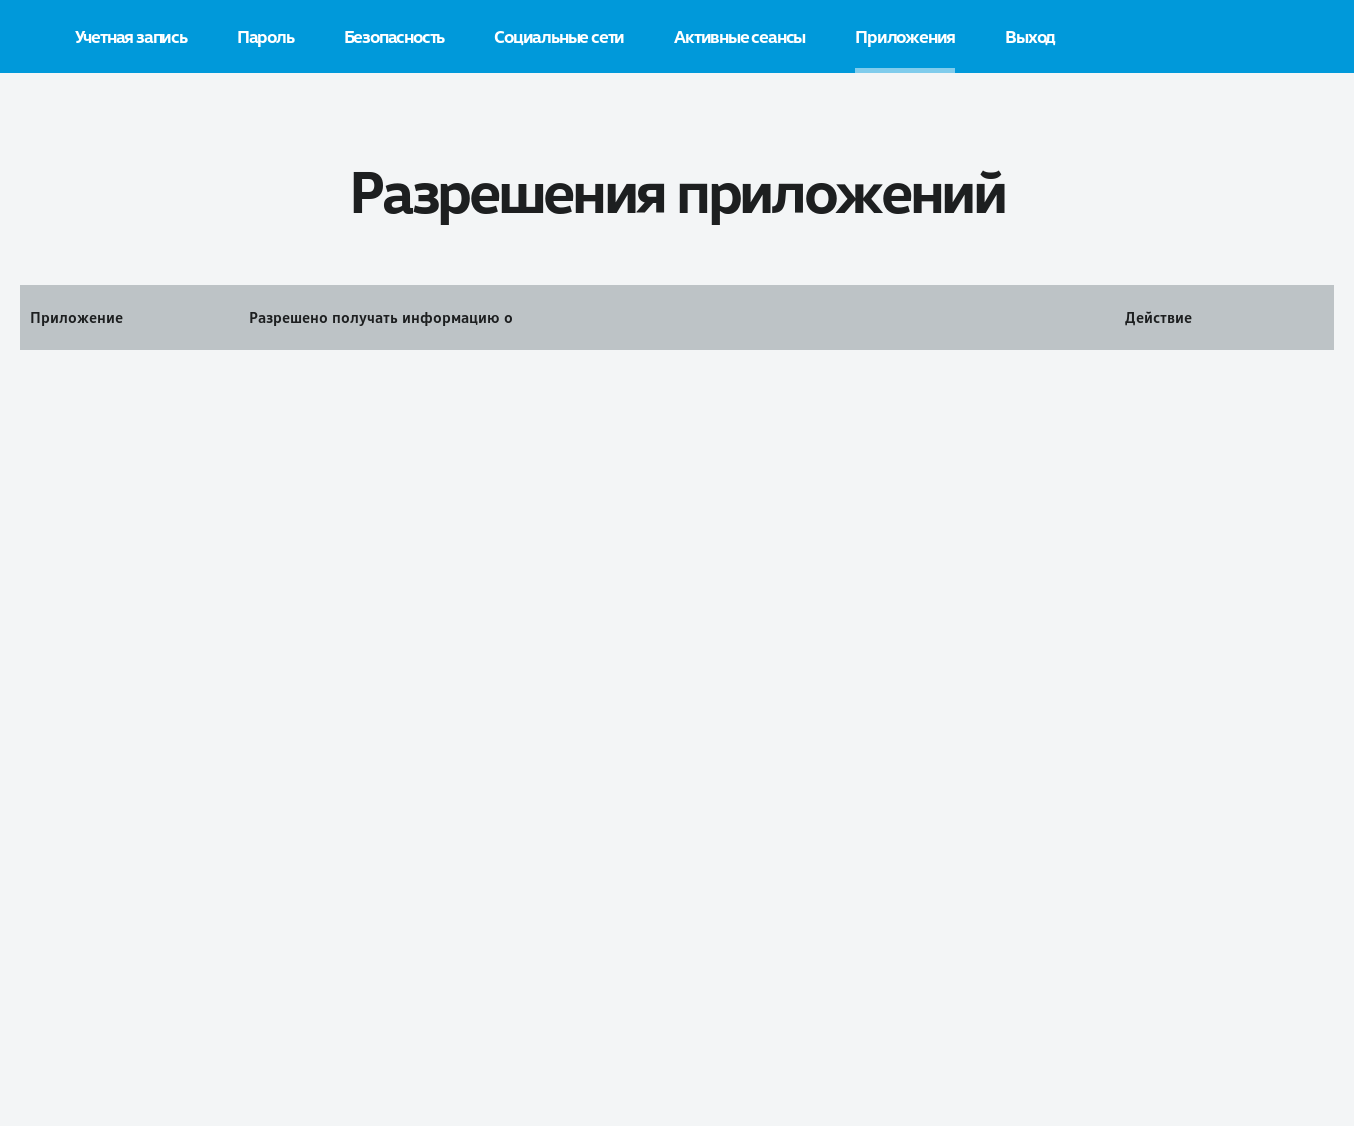 Учетная запись Пароль Безопасность Социальные сети Активные сеансы Приложения Выход
Разрешения приложений
Приложение Разрешено получать информацию о Действие